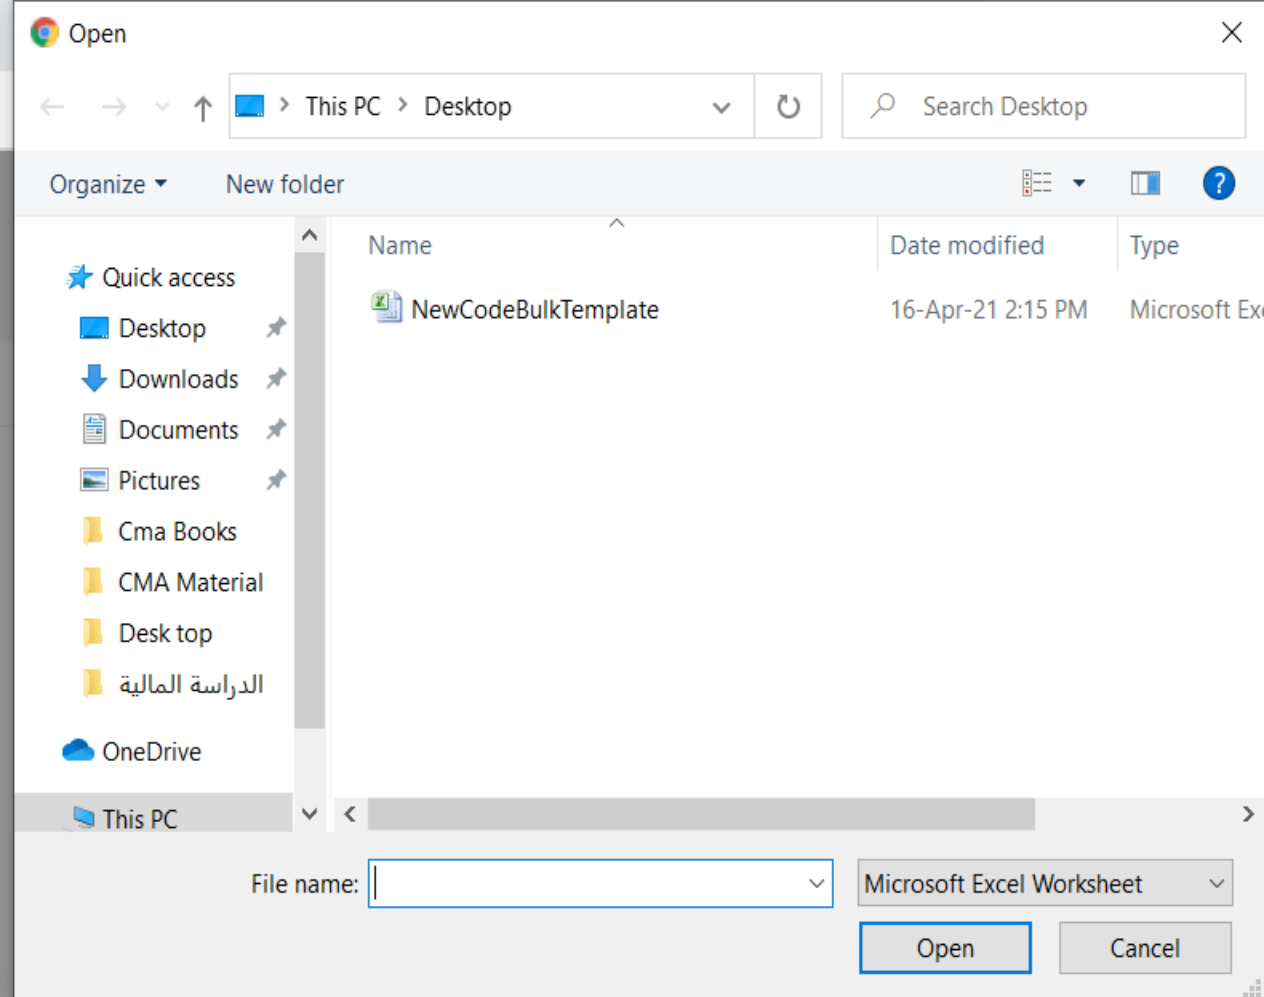 Open
This PC > Desktop
Search Desktop
Organize
New folder
?
Name
Date modified
Type
NewCodeBulkTemplate
16-Apr-21 2:15 PM
Microsoft Exc
Quick access
Desktop
Downloads
Documents
Pictures
Cma Books
CMA Material
Desk top
الدراسة المالية
OneDrive
This PC
File name:
Microsoft Excel Worksheet
Open
Cancel